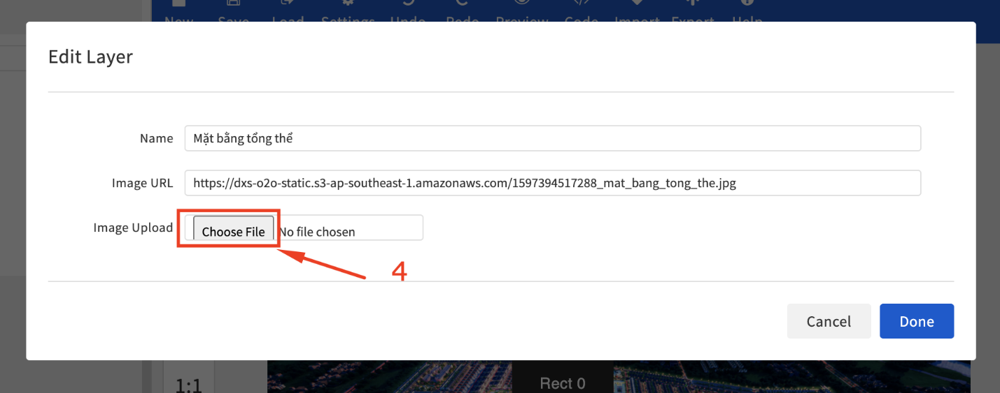 New Save Load Settings Undo Redo Preview Code Import Export Help
Edit Layer
Name Mặt bằng tổng thể
Image URL https://dxs-o2o-static.s3-ap-southeast-1.amazonaws.com/1597394517288_mat_bang_tong_the.jpg
Image Upload Choose File No file chosen
4
Cancel Done
1:1 Rect 0